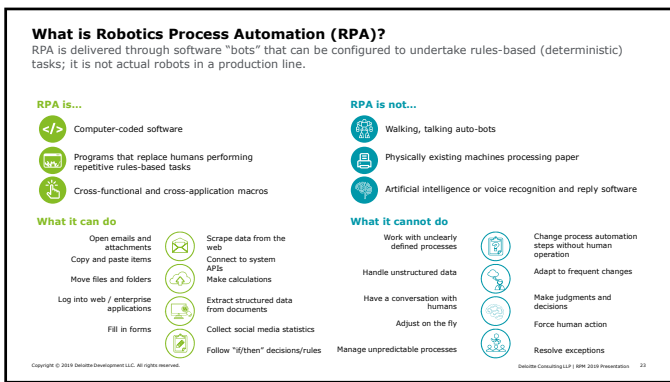 What is Robotics Process Automation (RPA)?
RPA is delivered through software “bots” that can be configured to undertake rules-based (deterministic)
tasks; it is not actual robots in a production line.
RPA is...
</>
Computer-coded software
Programs that replace humans performing
repetitive rules-based tasks
Cross-functional and cross-application macros
RPA is not...
Walking, talking auto-bots
Physically existing machines processing paper
Artificial intelligence or voice recognition and reply software
What it can do
Open emails and
attachments
Copy and paste items
Move files and folders
Log into web / enterprise
applications
Fill in forms
Scrape data from the
web
Connect to system
APIs
Make calculations
Extract structured data
from documents
Collect social media statistics
Follow “if/then” decisions/rules
What it cannot do
Work with unclearly
defined processes
Handle unstructured data
Have a conversation with
humans
Adjust on the fly
Manage unpredictable processes
Change process automation
steps without human
operation
Adapt to frequent changes
Make judgments and
decisions
Force human action
Resolve exceptions
Copyright © 2019 Deloitte Development LLC. All rights reserved.
Deloitte Consulting LLP | RPM 2019 Presentation 23